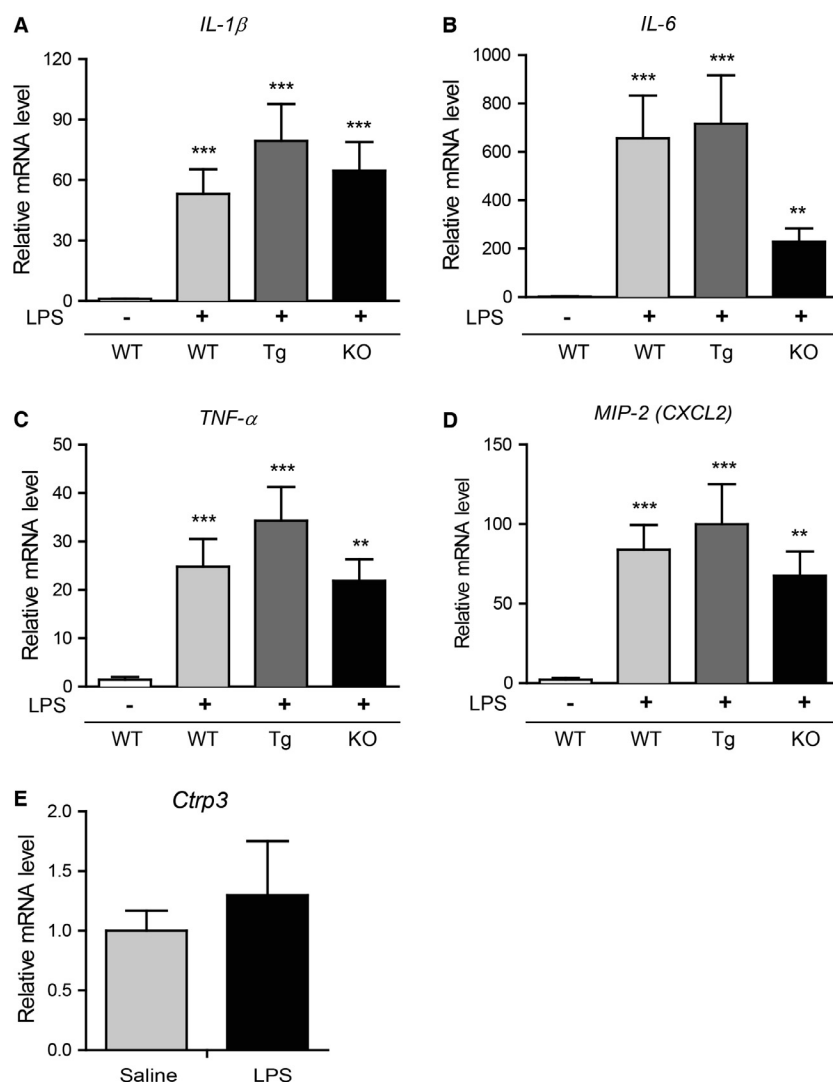 A
IL-1β
Relative mRNA level
120
90
60
30
0
***
***
***
LPS - + + +
WT WT Tg KO
B
IL-6
Relative mRNA level
1000
800
600
400
200
0
***
***
**
LPS - + + +
WT WT Tg KO
C
TNF-α
Relative mRNA level
50
40
30
20
10
0
***
***
**
LPS - + + +
WT WT Tg KO
D
MIP-2 (CXCL2)
Relative mRNA level
150
100
50
0
***
***
**
LPS - + + +
WT WT Tg KO
E
Ctrp3
Relative mRNA level
2.0
1.5
1.0
0.5
0.0
Saline LPS